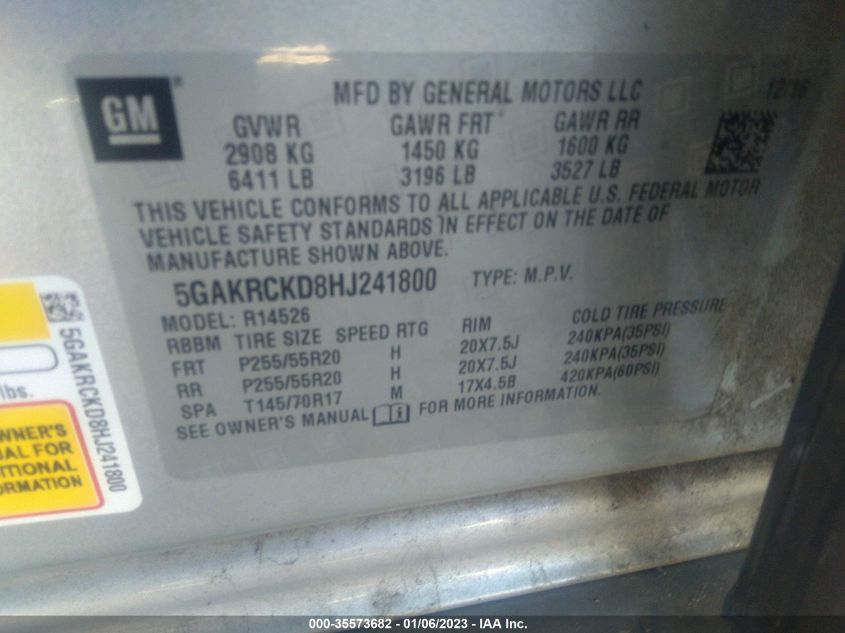 GM
MFD BY GENERAL MOTORS LLC 12/16
GVWR GAWR FRT GAWR RR
2908 KG 1450 KG 1600 KG
6411 LB 3196 LB 3527 LB
THIS VEHICLE CONFORMS TO ALL APPLICABLE U.S. FEDERAL MOTOR
VEHICLE SAFETY STANDARDS IN EFFECT ON THE DATE OF
MANUFACTURE SHOWN ABOVE.
5GAKRCKD8HJ241800 TYPE: M.P.V.
MODEL: R14526
RBBM TIRE SIZE SPEED RTG RIM COLD TIRE PRESSURE
FRT P255/55R20 H 20X7.5J 240KPA(35PSI)
RR P255/55R20 H 20X7.5J 240KPA(35PSI)
SPA T145/70R17 M 17X4.5B 420KPA(60PSI)
SEE OWNER'S MANUAL FOR MORE INFORMATION.
5GAKRCKD8HJ241800
lbs.
WNER'S
AL FOR
ITIONAL
RMATION
000-35573682 - 01/06/2023 - IAA Inc.